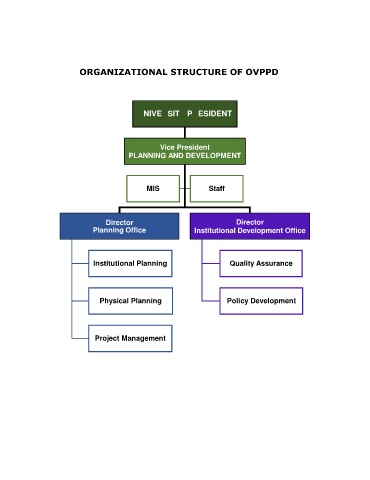 ORGANIZATIONAL STRUCTURE OF OVPPD
NIVE SIT P ESIDENT
Vice President
PLANNING AND DEVELOPMENT
MIS
Staff
Director
Planning Office
Director
Institutional Development Office
Institutional Planning
Quality Assurance
Physical Planning
Policy Development
Project Management